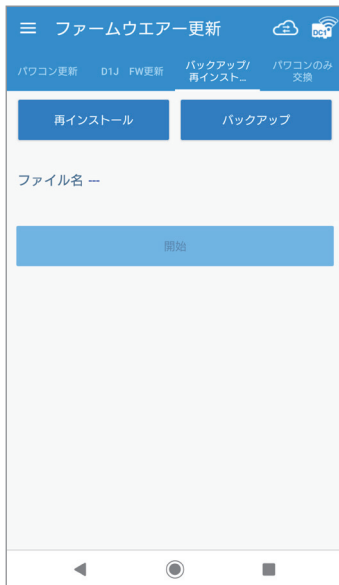 ファームウエアー更新
DC1
パワコン更新
D1J FW更新
バックアップ/
再インスト...
パワコンのみ
交換
再インストール
バックアップ
ファイル名 ---
開始